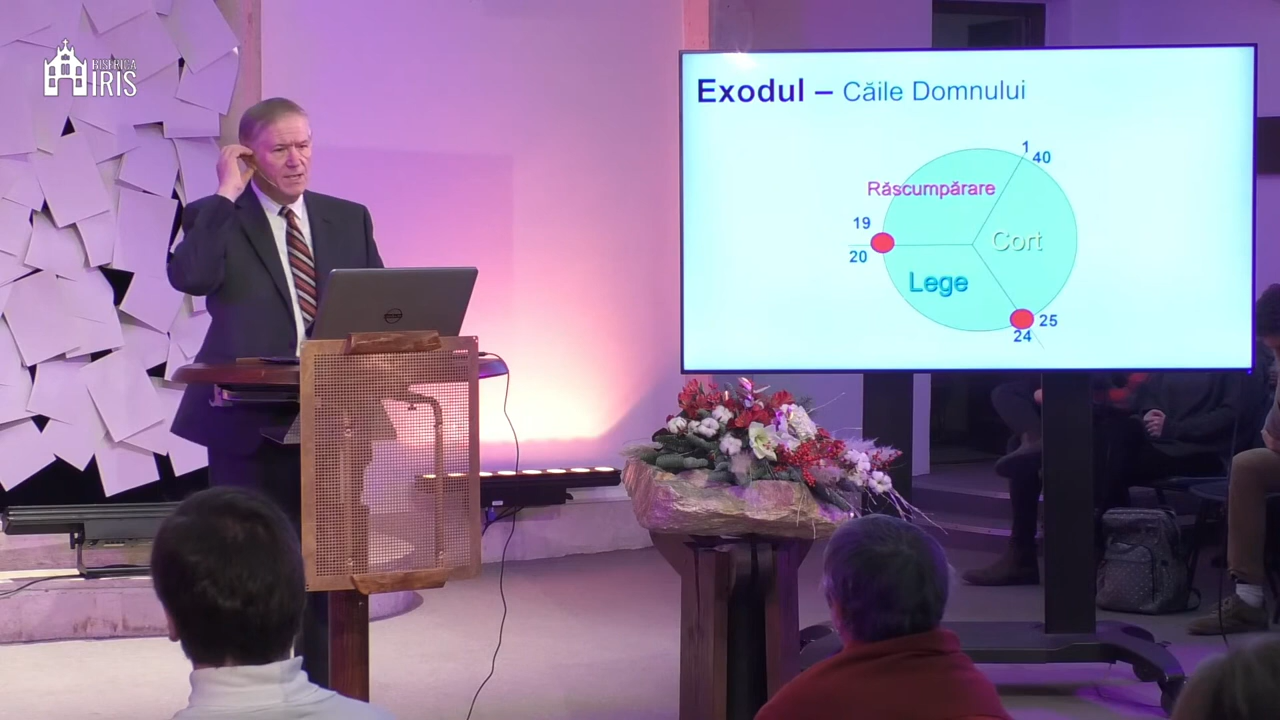 BISERICA
IRIS
Exodul – Căile Domnului
1
40
Răscumpărare
19
Cort
20
Lege
25
24